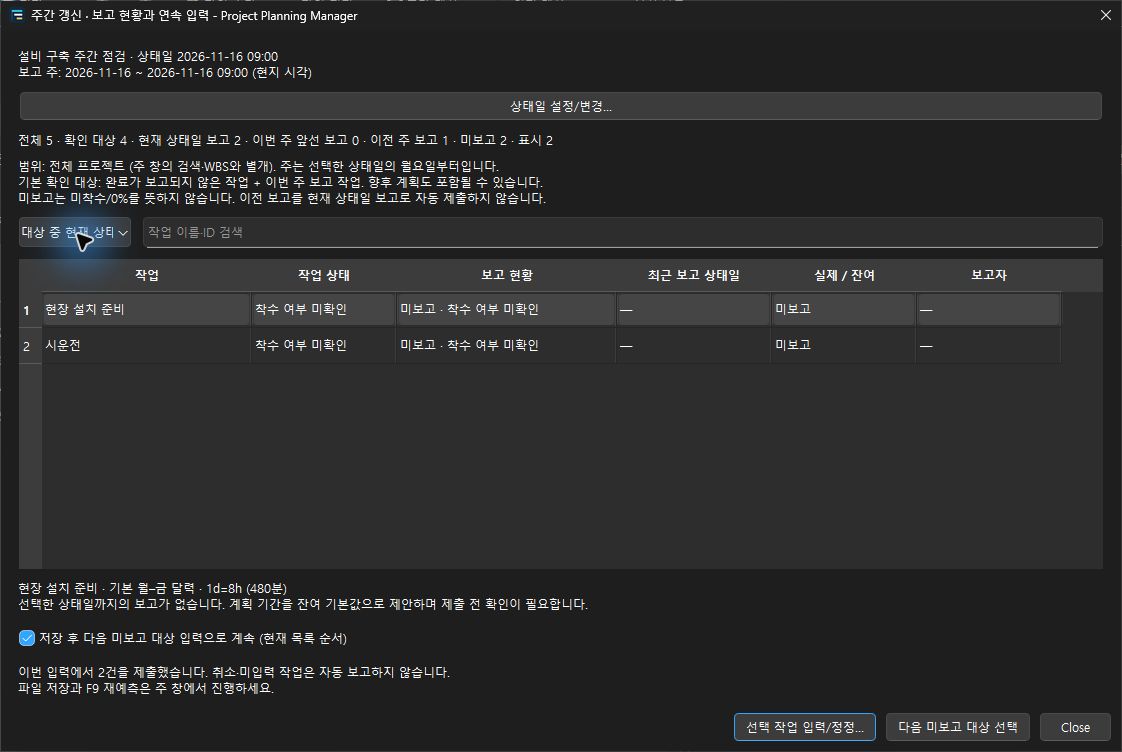 주간 갱신 · 보고 현황과 연속 입력 - Project Planning Manager
설비 구축 주간 점검 · 상태일 2026-11-16 09:00
보고 주: 2026-11-16 ~ 2026-11-16 09:00 (현지 시각)
상태일 설정/변경...
전체 5 · 확인 대상 4 · 현재 상태일 보고 2 · 이번 주 앞선 보고 0 · 이전 주 보고 1 · 미보고 2 · 표시 2
범위: 전체 프로젝트 (주 창의 검색·WBS와 별개). 주는 선택한 상태일의 월요일부터입니다.
기본 확인 대상: 완료가 보고되지 않은 작업 + 이번 주 보고 작업. 향후 계획도 포함될 수 있습니다.
미보고는 미착수/0%를 뜻하지 않습니다. 이전 보고를 현재 상태일 보고로 자동 제출하지 않습니다.
대상 중 현재 상태 작업 이름·ID 검색
작업 작업 상태 보고 현황 최근 보고 상태일 실제 / 잔여 보고자
1 현장 설치 준비 착수 여부 미확인 미보고 · 착수 여부 미확인 — 미보고 —
2 시운전 착수 여부 미확인 미보고 · 착수 여부 미확인 — 미보고 —
현장 설치 준비 · 기본 월–금 달력 · 1d=8h (480분)
선택한 상태일까지의 보고가 없습니다. 계획 기간을 잔여 기본값으로 제안하며 제출 전 확인이 필요합니다.
저장 후 다음 미보고 대상 입력으로 계속 (현재 목록 순서)
이번 입력에서 2건을 제출했습니다. 취소·미입력 작업은 자동 보고하지 않습니다.
파일 저장과 F9 재예측은 주 창에서 진행하세요.
선택 작업 입력/정정... 다음 미보고 대상 선택 Close